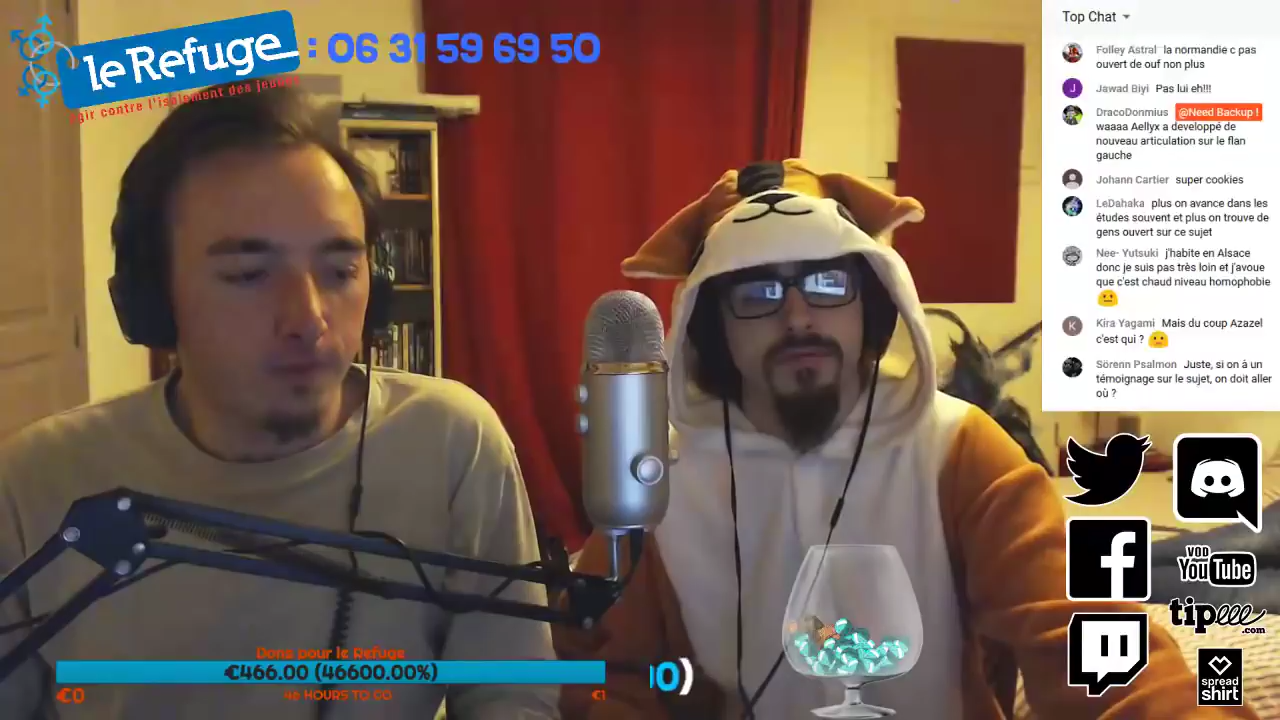 le Refuge : 06 31 59 69 50
Agir contre l'isolement des jeunes
Top Chat
Folley Astral la normandie c pas
ouvert de ouf non plus
Jawad Biyi Pas lui eh!!!
DracoDonmius @Need Backup !
waaaa Aellyx a developpé de
nouveau articulation sur le flan
gauche
Johann Cartier super cookies
LeDahaka plus on avance dans les
études souvent et plus on trouve de
gens ouvert sur ce sujet
Nee- Yutsuki j'habite en Alsace
donc je suis pas très loin et j'avoue
que c'est chaud niveau homophobie
Kira Yagami Mais du coup Azazel
c'est qui ?
Sörenn Psalmon Juste, si on à un
témoignage sur le sujet, on doit aller
où ?
VOD
YouTube
tipeee
.com
spread
shirt
Dons pour le Refuge
€466.00 (46600.00%)
€0 HOURS TO GO €1
0)